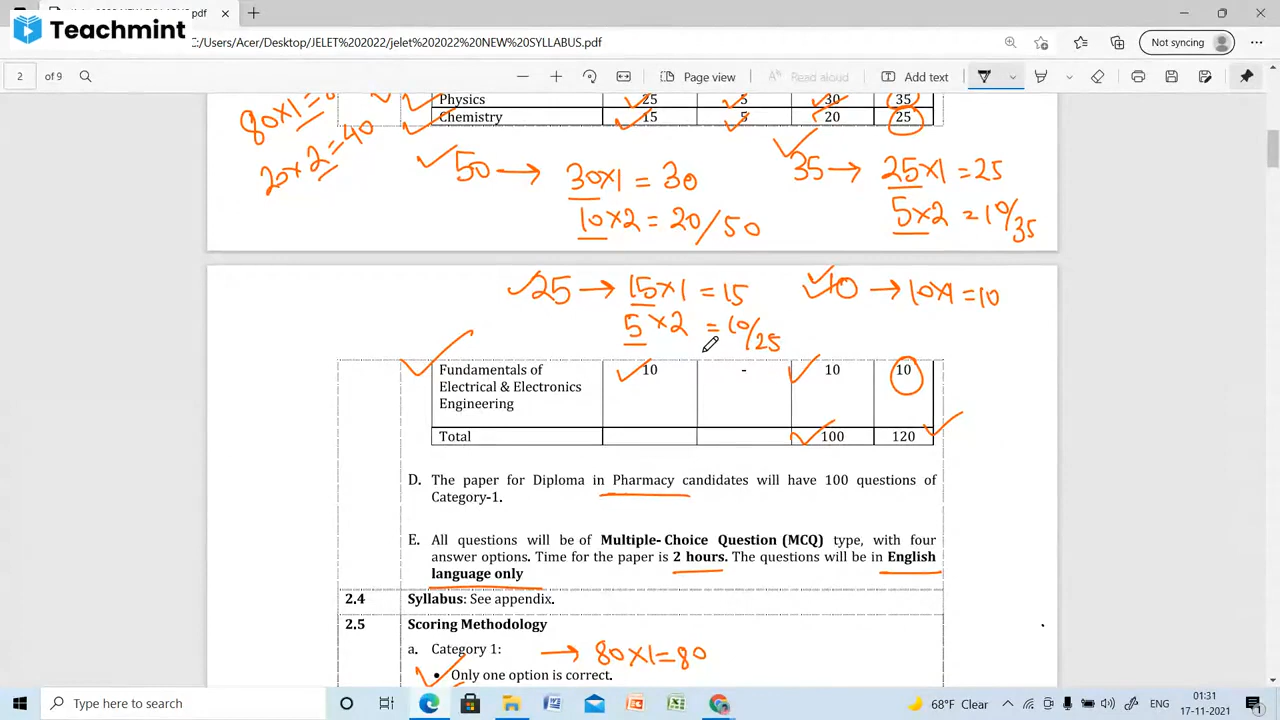 .pdf
Teachmint
C:/Users/Acer/Desktop/JELET%202022/jelet%202022%20NEW%20SYLLABUS.pdf
Not syncing
2 of 9
Page view
Read aloud
Add text
Physics 25 5 30 35
Chemistry 15 5 20 25
80×1=
20×2=40
50 → 30×1 = 30
10×2 = 20/50
35 → 25×1=25
5×2 =10/35
25 → 15×1 =15
5×2 =10/25
10 → 10×1=10
Fundamentals of 10 - 10 10
Electrical & Electronics
Engineering
Total 100 120
D. The paper for Diploma in Pharmacy candidates will have 100 questions of
Category-1.
E. All questions will be of Multiple- Choice Question (MCQ) type, with four
answer options. Time for the paper is 2 hours. The questions will be in English
language only
2.4 Syllabus: See appendix.
2.5 Scoring Methodology
a. Category 1: → 80×1=80
• Only one option is correct.
Type here to search
68°F Clear
ENG
01:31
17-11-2021